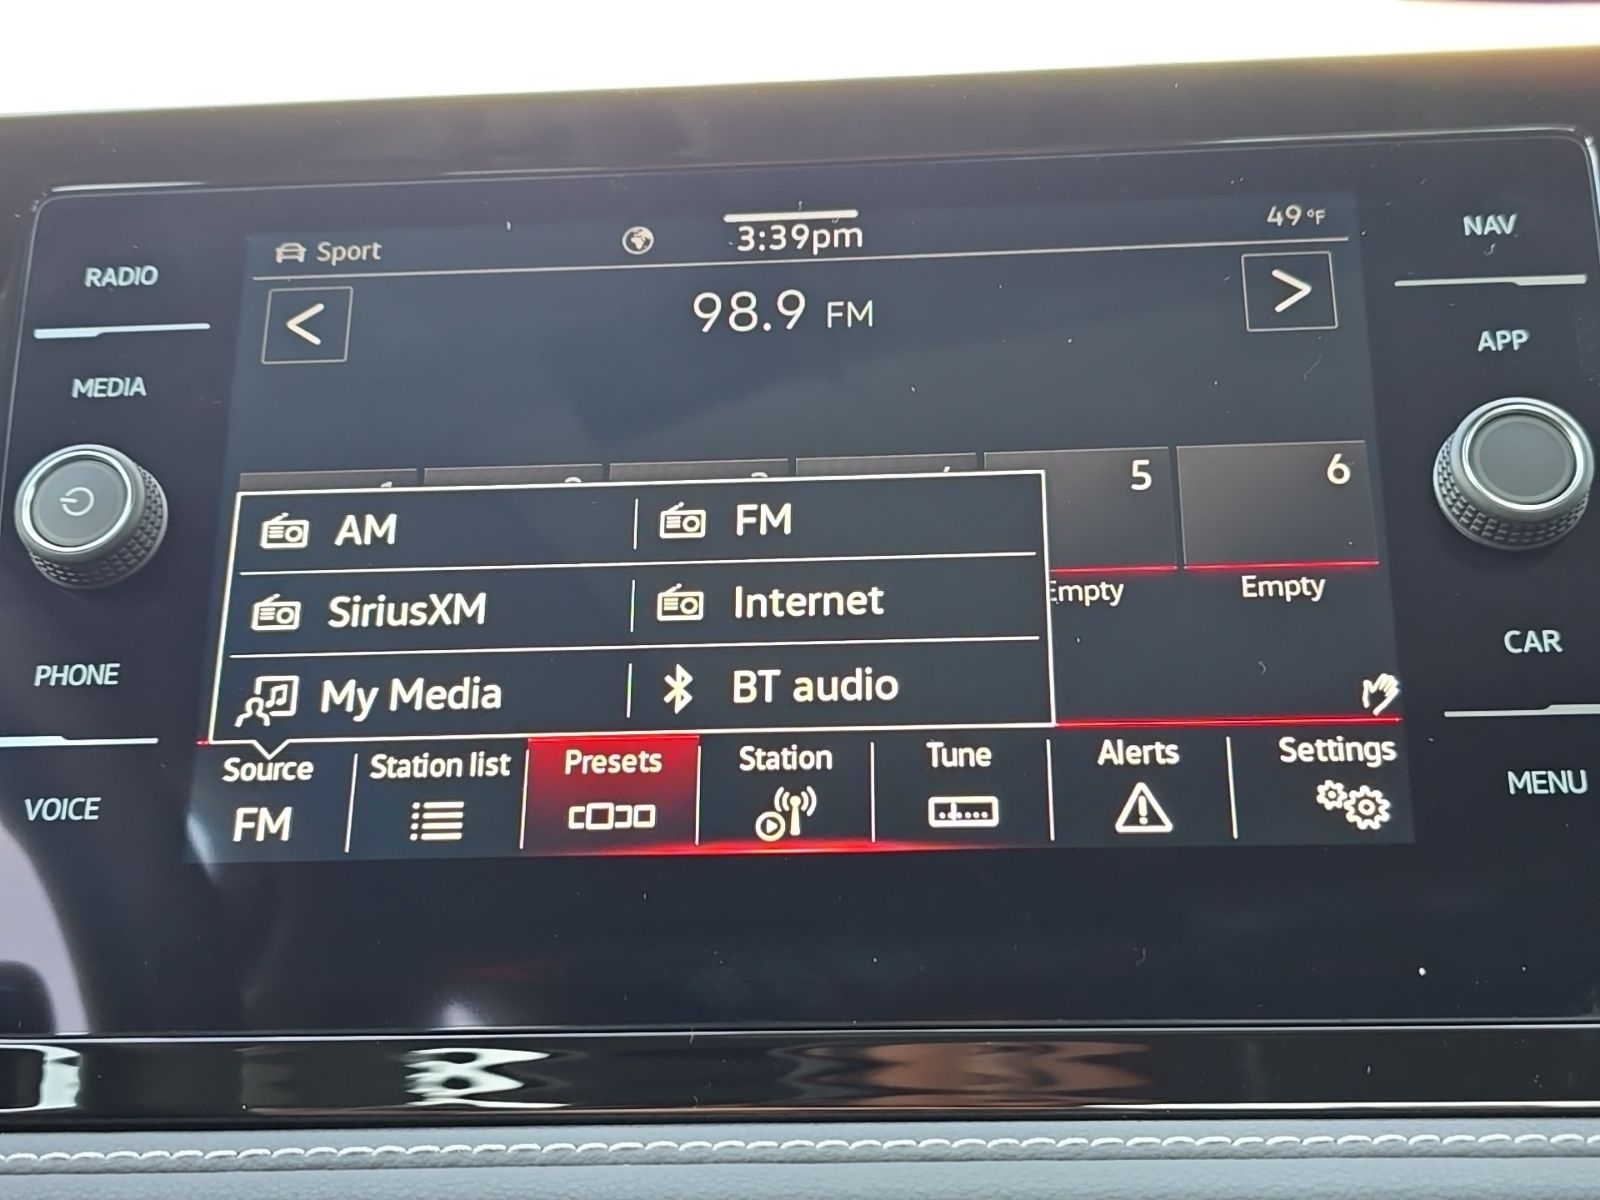 Sport 3:39pm 49°F
98.9 FM
RADIO
MEDIA
PHONE
VOICE
NAV
APP
CAR
MENU
5 6
AM FM
SiriusXM Internet
My Media BT audio
Empty Empty
Source Station list Presets Station Tune Alerts Settings
FM